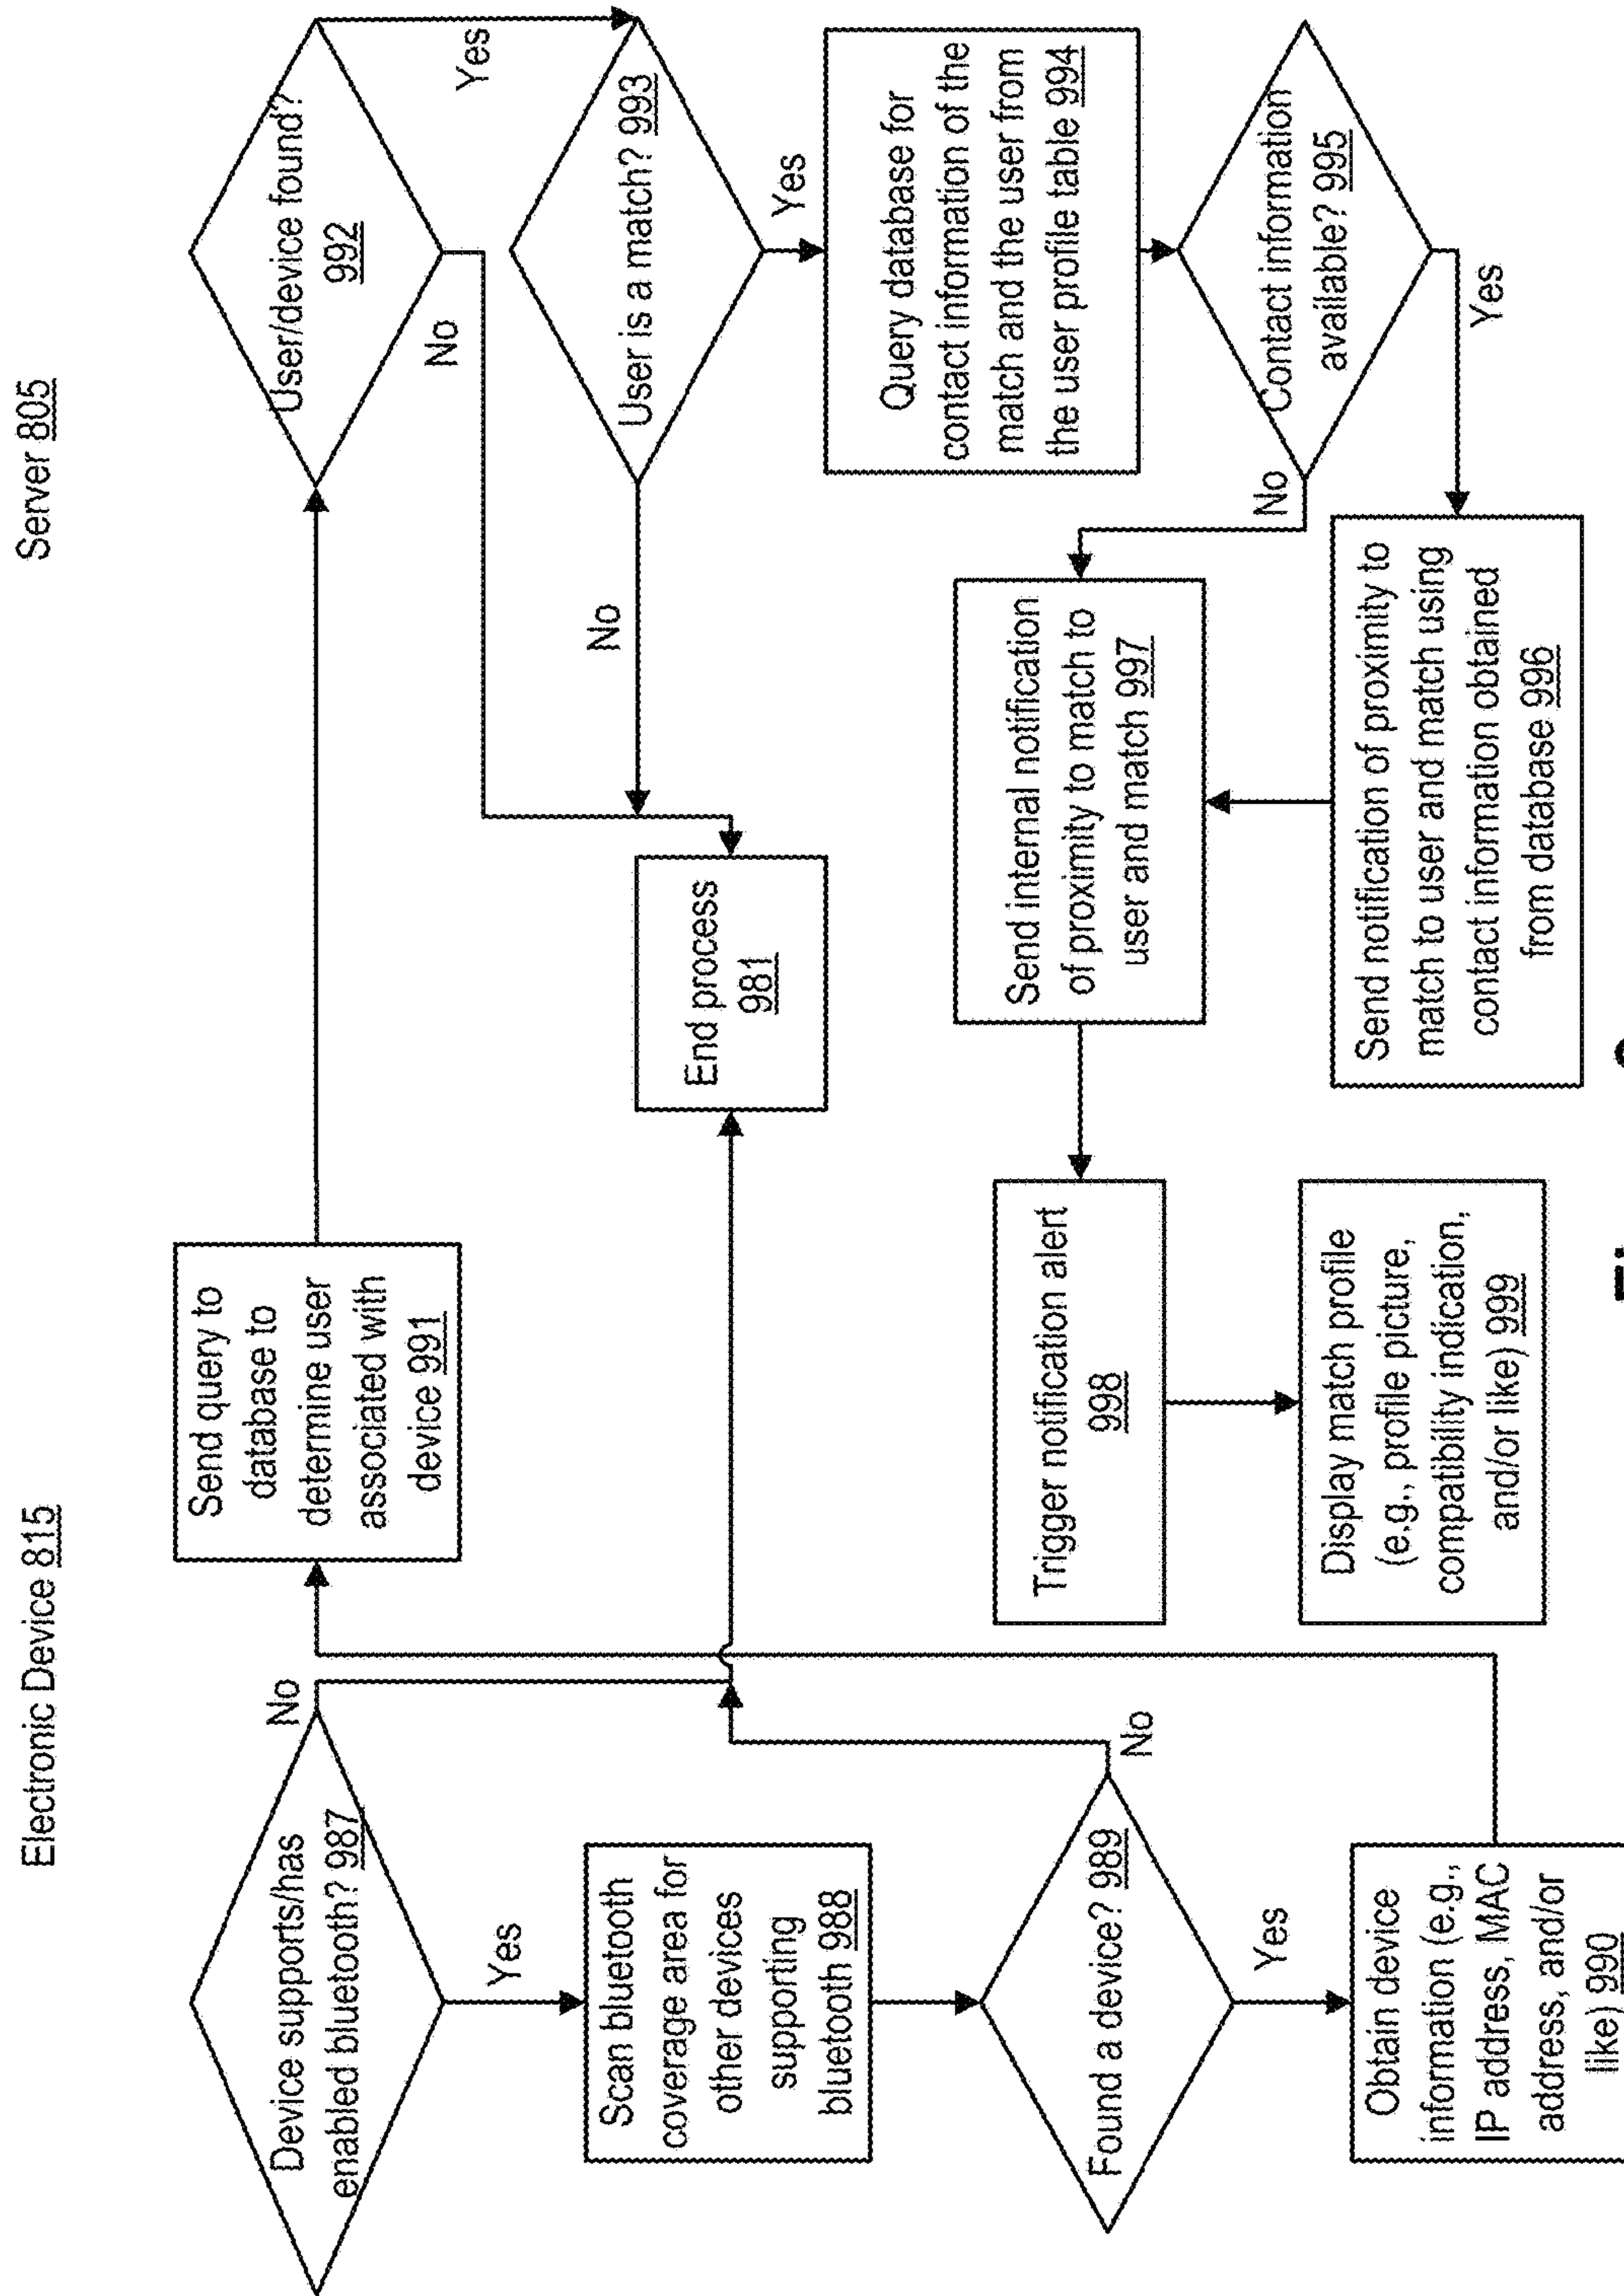 Electronic Device 815
Server 805
Device supports/has
enabled bluetooth? 987
No
Yes
Scan bluetooth
coverage area for
other devices
supporting
bluetooth 988
Found a device? 989
No
Yes
Obtain device
information (e.g.,
IP address, MAC
address, and/or
like) 990
Send query to
database to
determine user
associated with
device 991
User/device found?
992
No
Yes
User is a match? 993
No
Yes
End process
981
Query database for
contact information of the
match and the user from
the user profile table 994
Contact information
available? 995
No
Yes
Send notification of proximity to
match to user and match using
contact information obtained
from database 996
Send internal notification
of proximity to match to
user and match 997
Trigger notification alert
998
Display match profile
(e.g., profile picture,
compatibility indication,
and/or like) 999